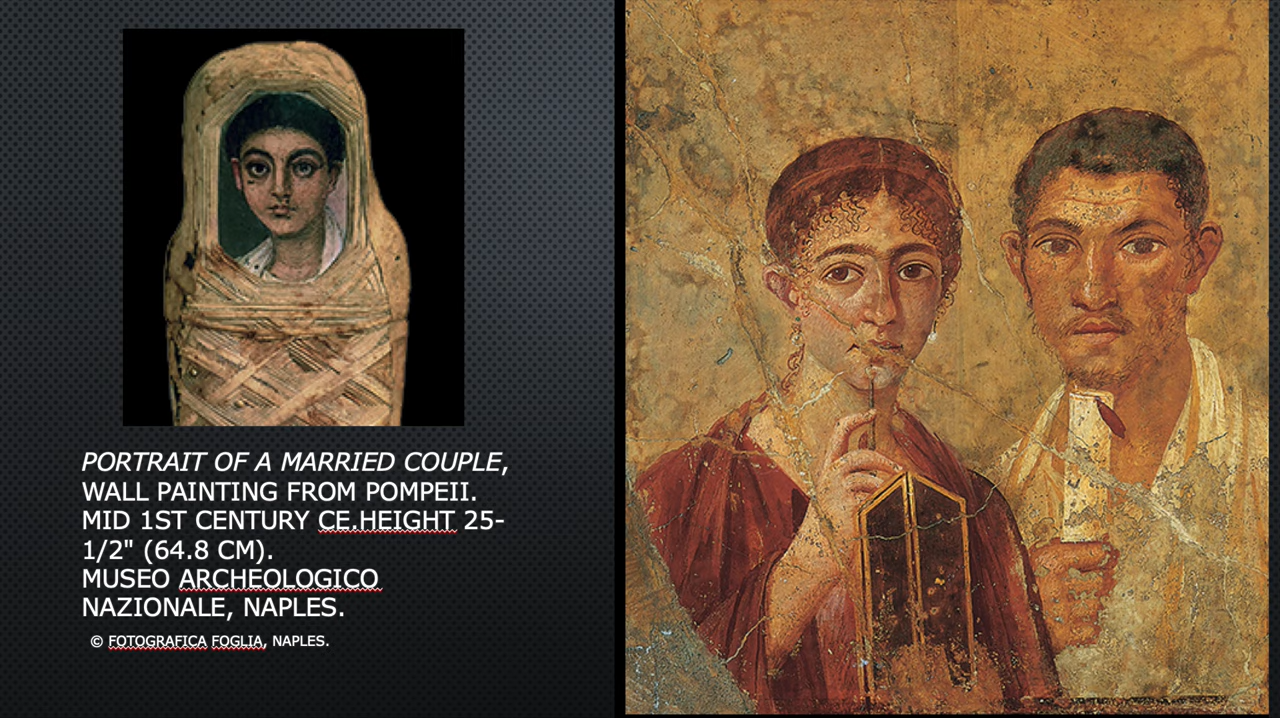 PORTRAIT OF A MARRIED COUPLE,
WALL PAINTING FROM POMPEII.
MID 1ST CENTURY CE.HEIGHT 25-
1/2" (64.8 CM).
MUSEO ARCHEOLOGICO
NAZIONALE, NAPLES.
© FOTOGRAFICA FOGLIA, NAPLES.